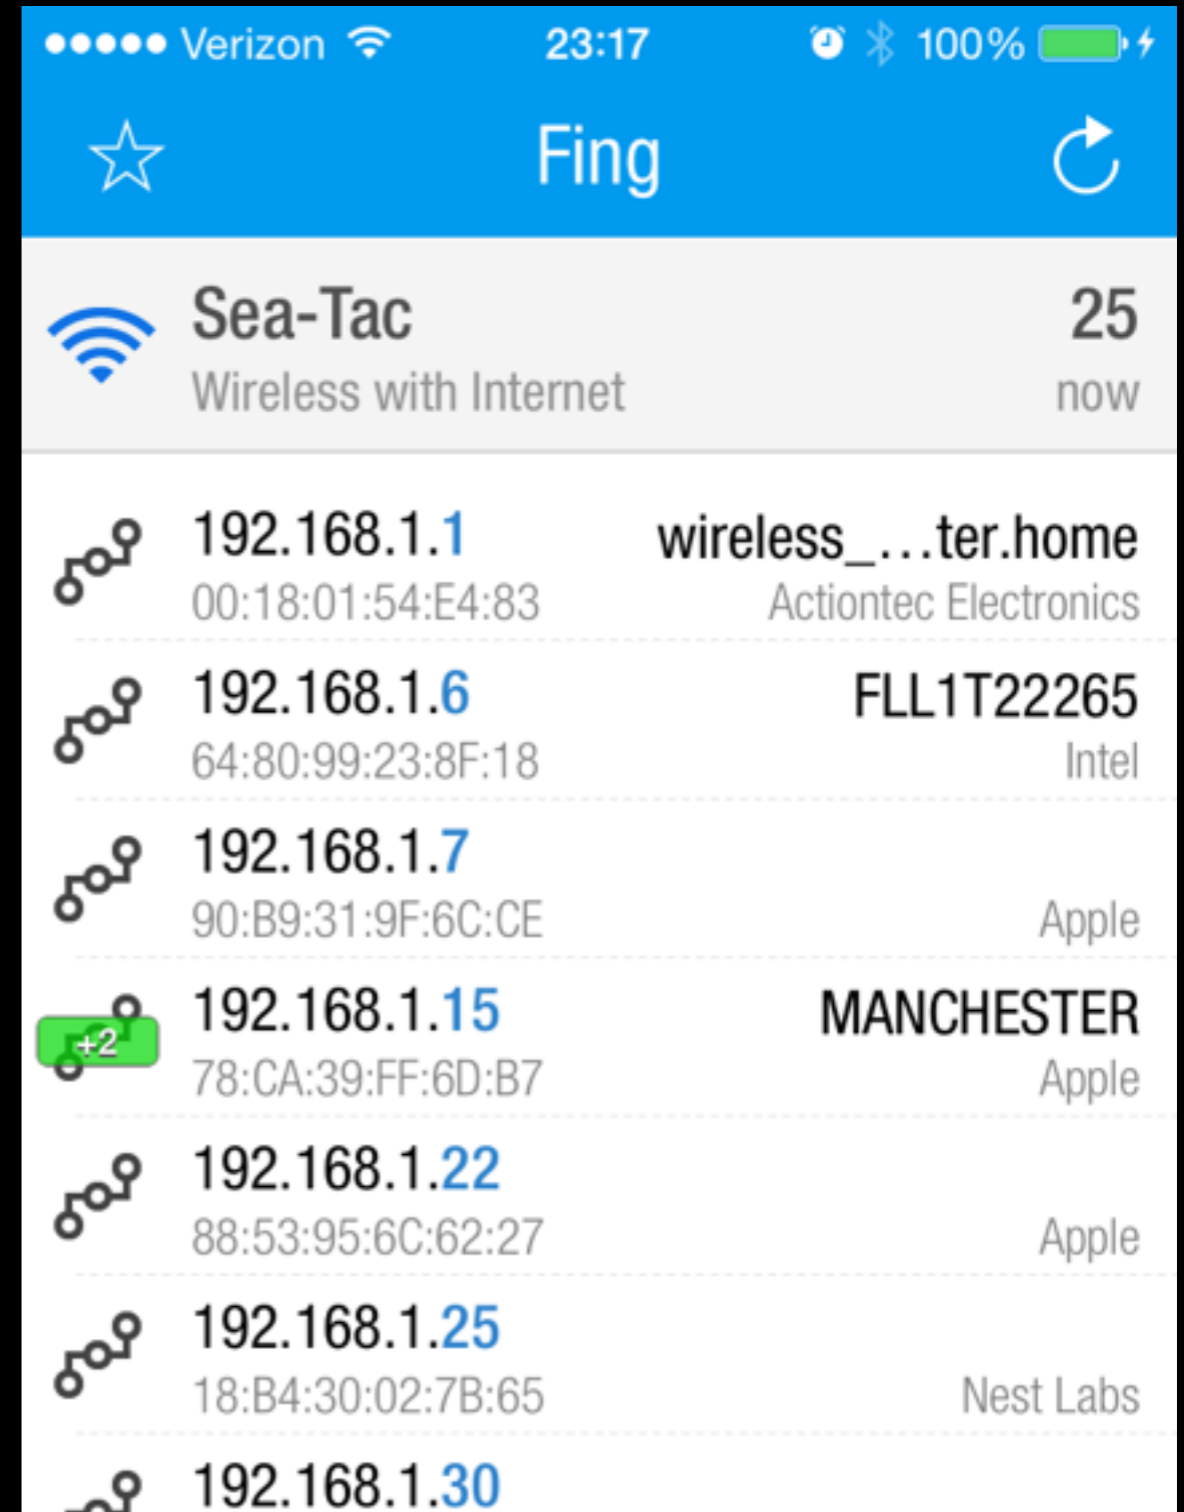 Verizon 23:17 100%
Fing
Sea-Tac 25
Wireless with Internet now
192.168.1.1 wireless_...ter.home
00:18:01:54:E4:83 Actiontec Electronics
192.168.1.6 FLL1T22265
64:80:99:23:8F:18 Intel
192.168.1.7
90:B9:31:9F:6C:CE Apple
192.168.1.15 MANCHESTER
+2
78:CA:39:FF:6D:B7 Apple
192.168.1.22
88:53:95:6C:62:27 Apple
192.168.1.25
18:B4:30:02:7B:65 Nest Labs
192.168.1.30